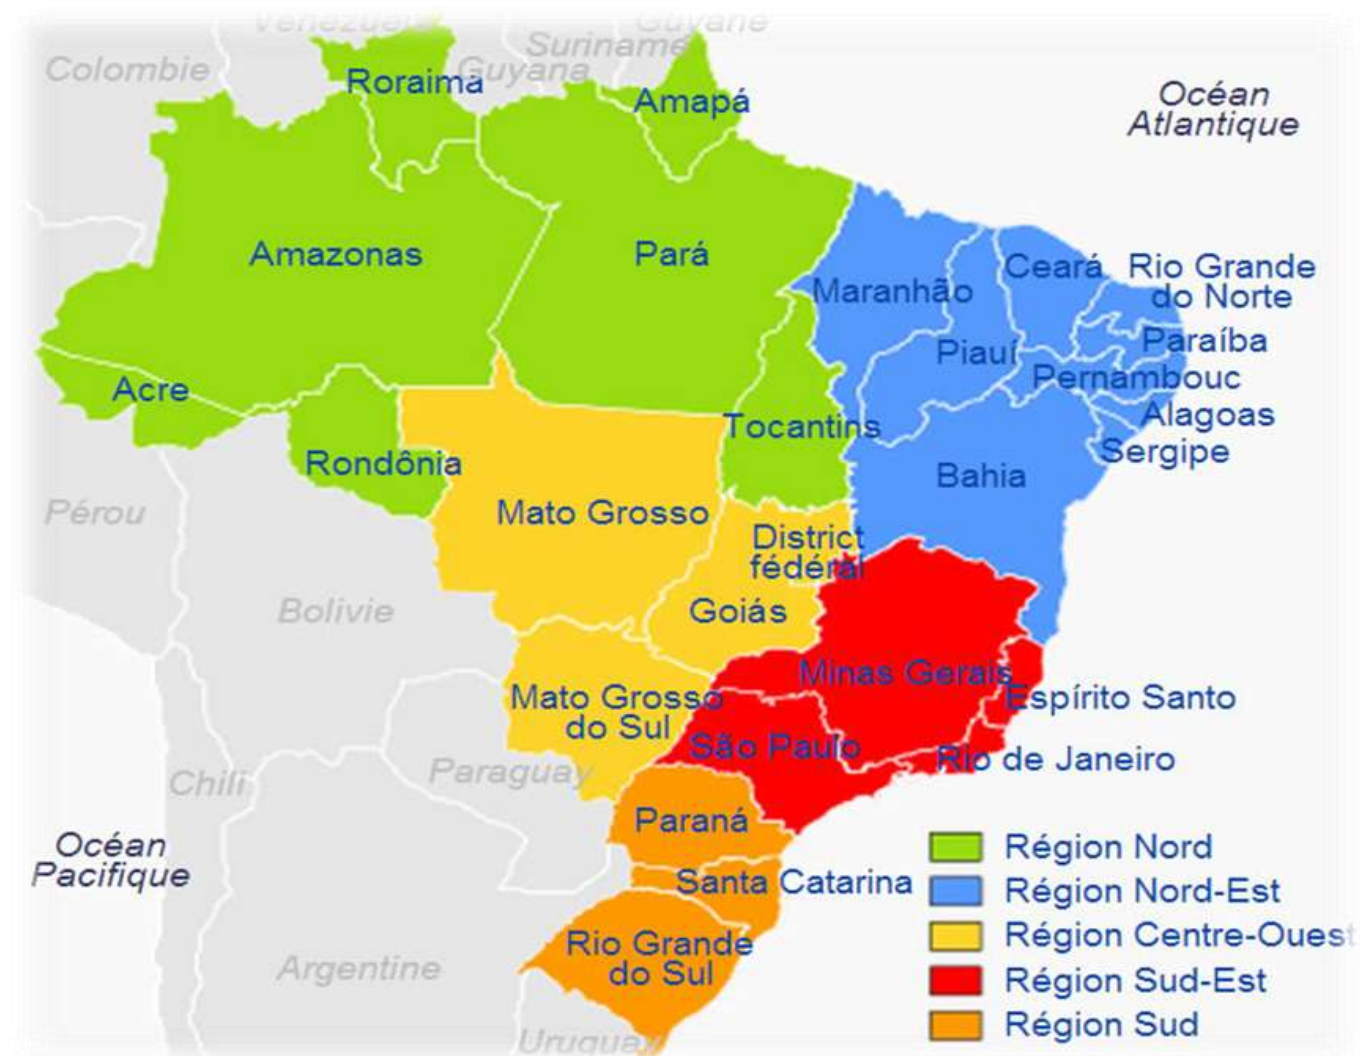 Venezuela
Guyane
Suriname
Colombie
Guyana
Roraima
Amapá
Océan
Atlantique
Amazonas
Pará
Maranhão
Ceará
Rio Grande
do Norte
Paraíba
Piauí
Pernambouc
Acre
Alagoas
Tocantins
Sergipe
Rondônia
Bahia
Pérou
Mato Grosso
District
fédéral
Bolivie
Goiás
Minas Gerais
Espírito Santo
Mato Grosso
do Sul
São Paulo
Rio de Janeiro
Paraguay
Chili
Paraná
Océan
Pacifique
Santa Catarina
Rio Grande
do Sul
Argentine
Uruguay
Région Nord
Région Nord-Est
Région Centre-Ouest
Région Sud-Est
Région Sud